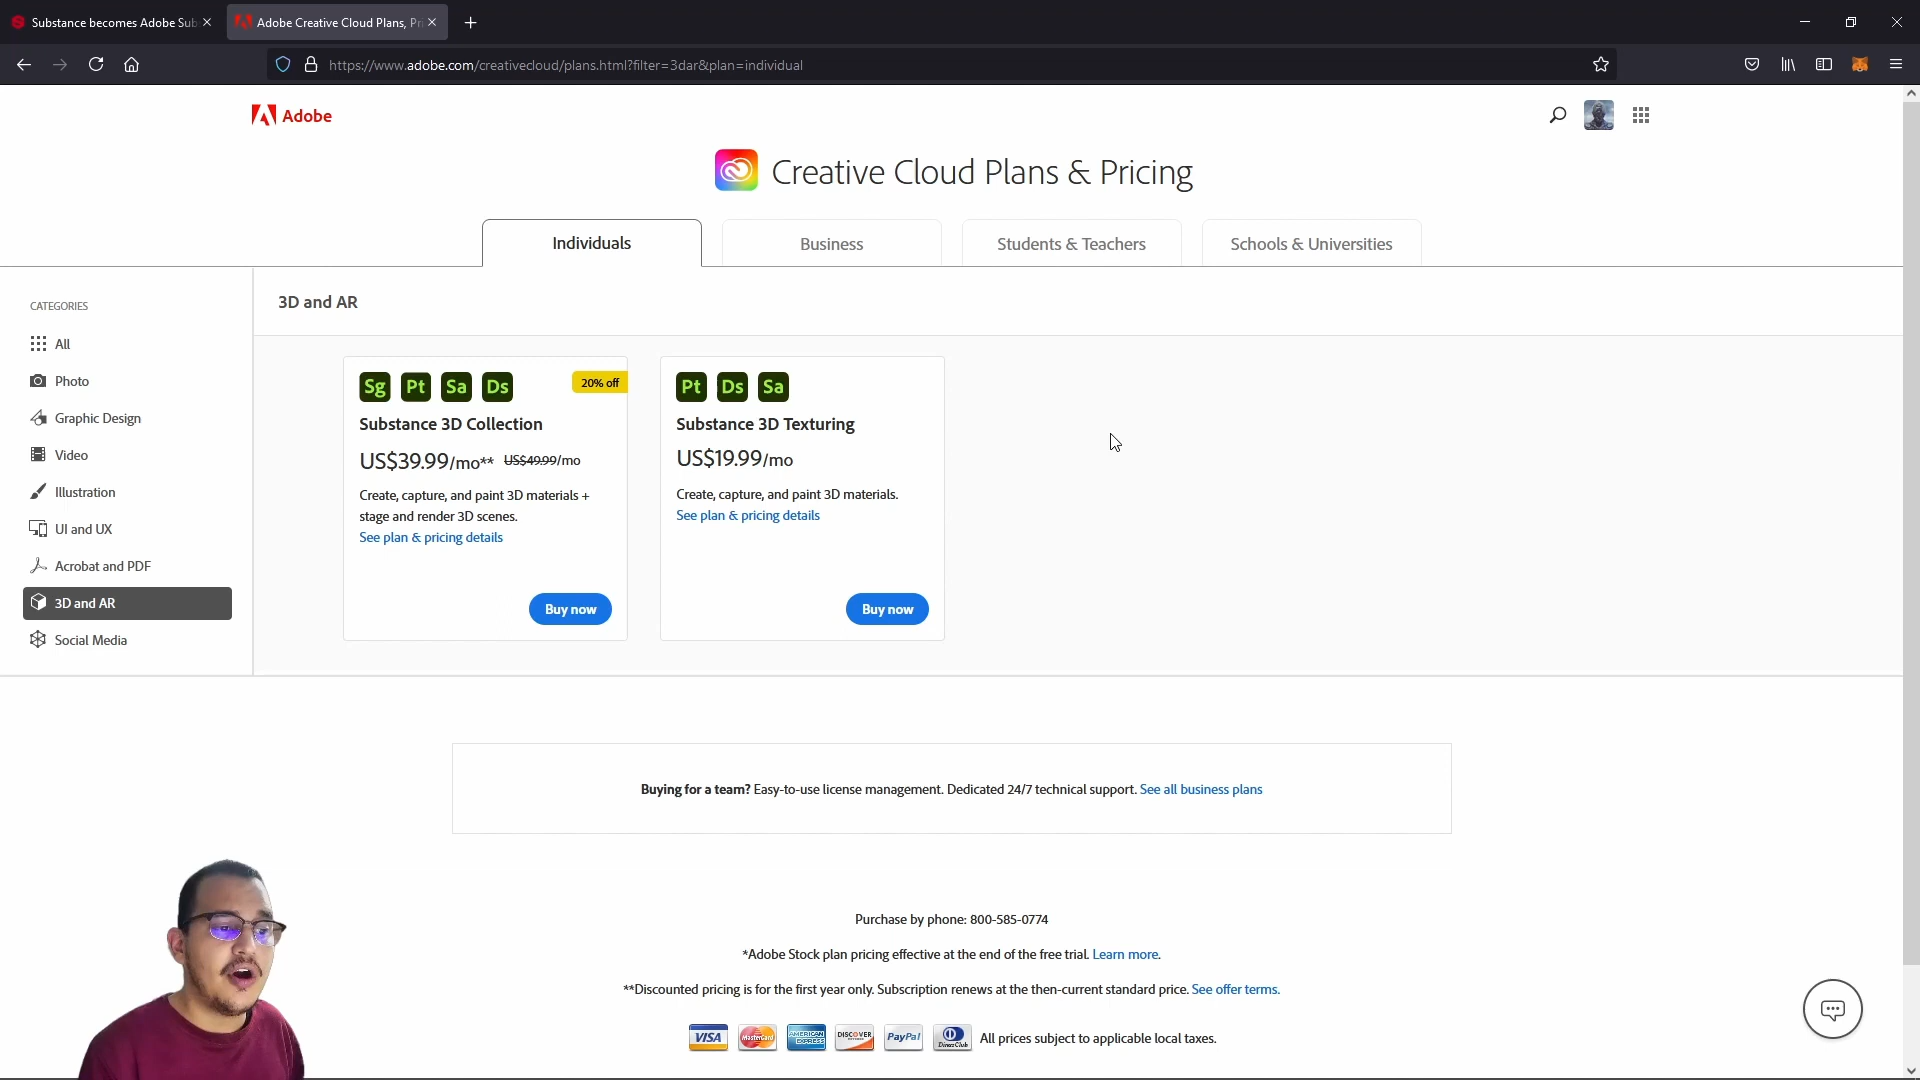 Substance becomes Adobe Sub
Adobe Creative Cloud Plans, Pri
https://www.adobe.com/creativecloud/plans.html?filter=3dar&plan=individual
Adobe
Creative Cloud Plans & Pricing
Individuals
Business
Students & Teachers
Schools & Universities
CATEGORIES
All
Photo
Graphic Design
Video
Illustration
UI and UX
Acrobat and PDF
3D and AR
Social Media
3D and AR
Sg Pt Sa Ds
20% off
Substance 3D Collection
US$39.99/mo** US$49.99/mo
Create, capture, and paint 3D materials +
stage and render 3D scenes.
See plan & pricing details
Buy now
Pt Ds Sa
Substance 3D Texturing
US$19.99/mo
Create, capture, and paint 3D materials.
See plan & pricing details
Buy now
Buying for a team? Easy-to-use license management. Dedicated 24/7 technical support. See all business plans
Purchase by phone: 800-585-0774
*Adobe Stock plan pricing effective at the end of the free trial. Learn more.
**Discounted pricing is for the first year only. Subscription renews at the then-current standard price. See offer terms.
VISA MasterCard AMERICAN EXPRESS DISCOVER PayPal Diners Club All prices subject to applicable local taxes.